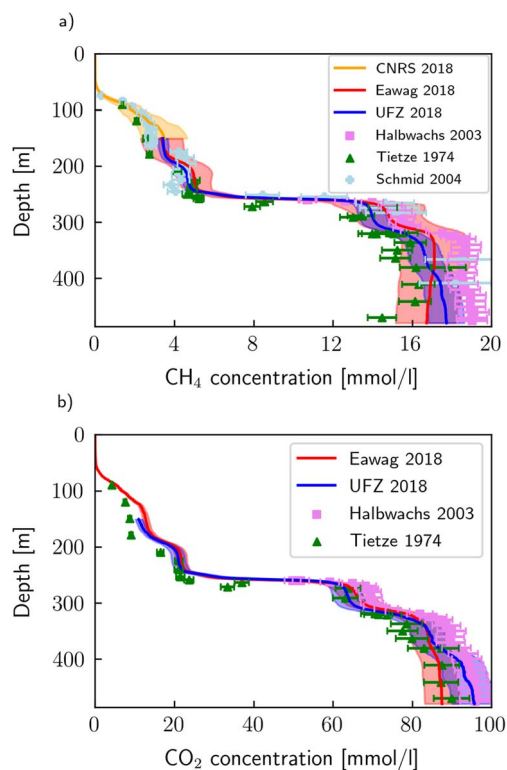 a)
0
100
200
300
400
Depth [m]
CNRS 2018
Eawag 2018
UFZ 2018
Halbwachs 2003
Tietze 1974
Schmid 2004
0 4 8 12 16 20
CH₄ concentration [mmol/l]
b)
0
100
200
300
400
Depth [m]
Eawag 2018
UFZ 2018
Halbwachs 2003
Tietze 1974
0 20 40 60 80 100
CO₂ concentration [mmol/l]